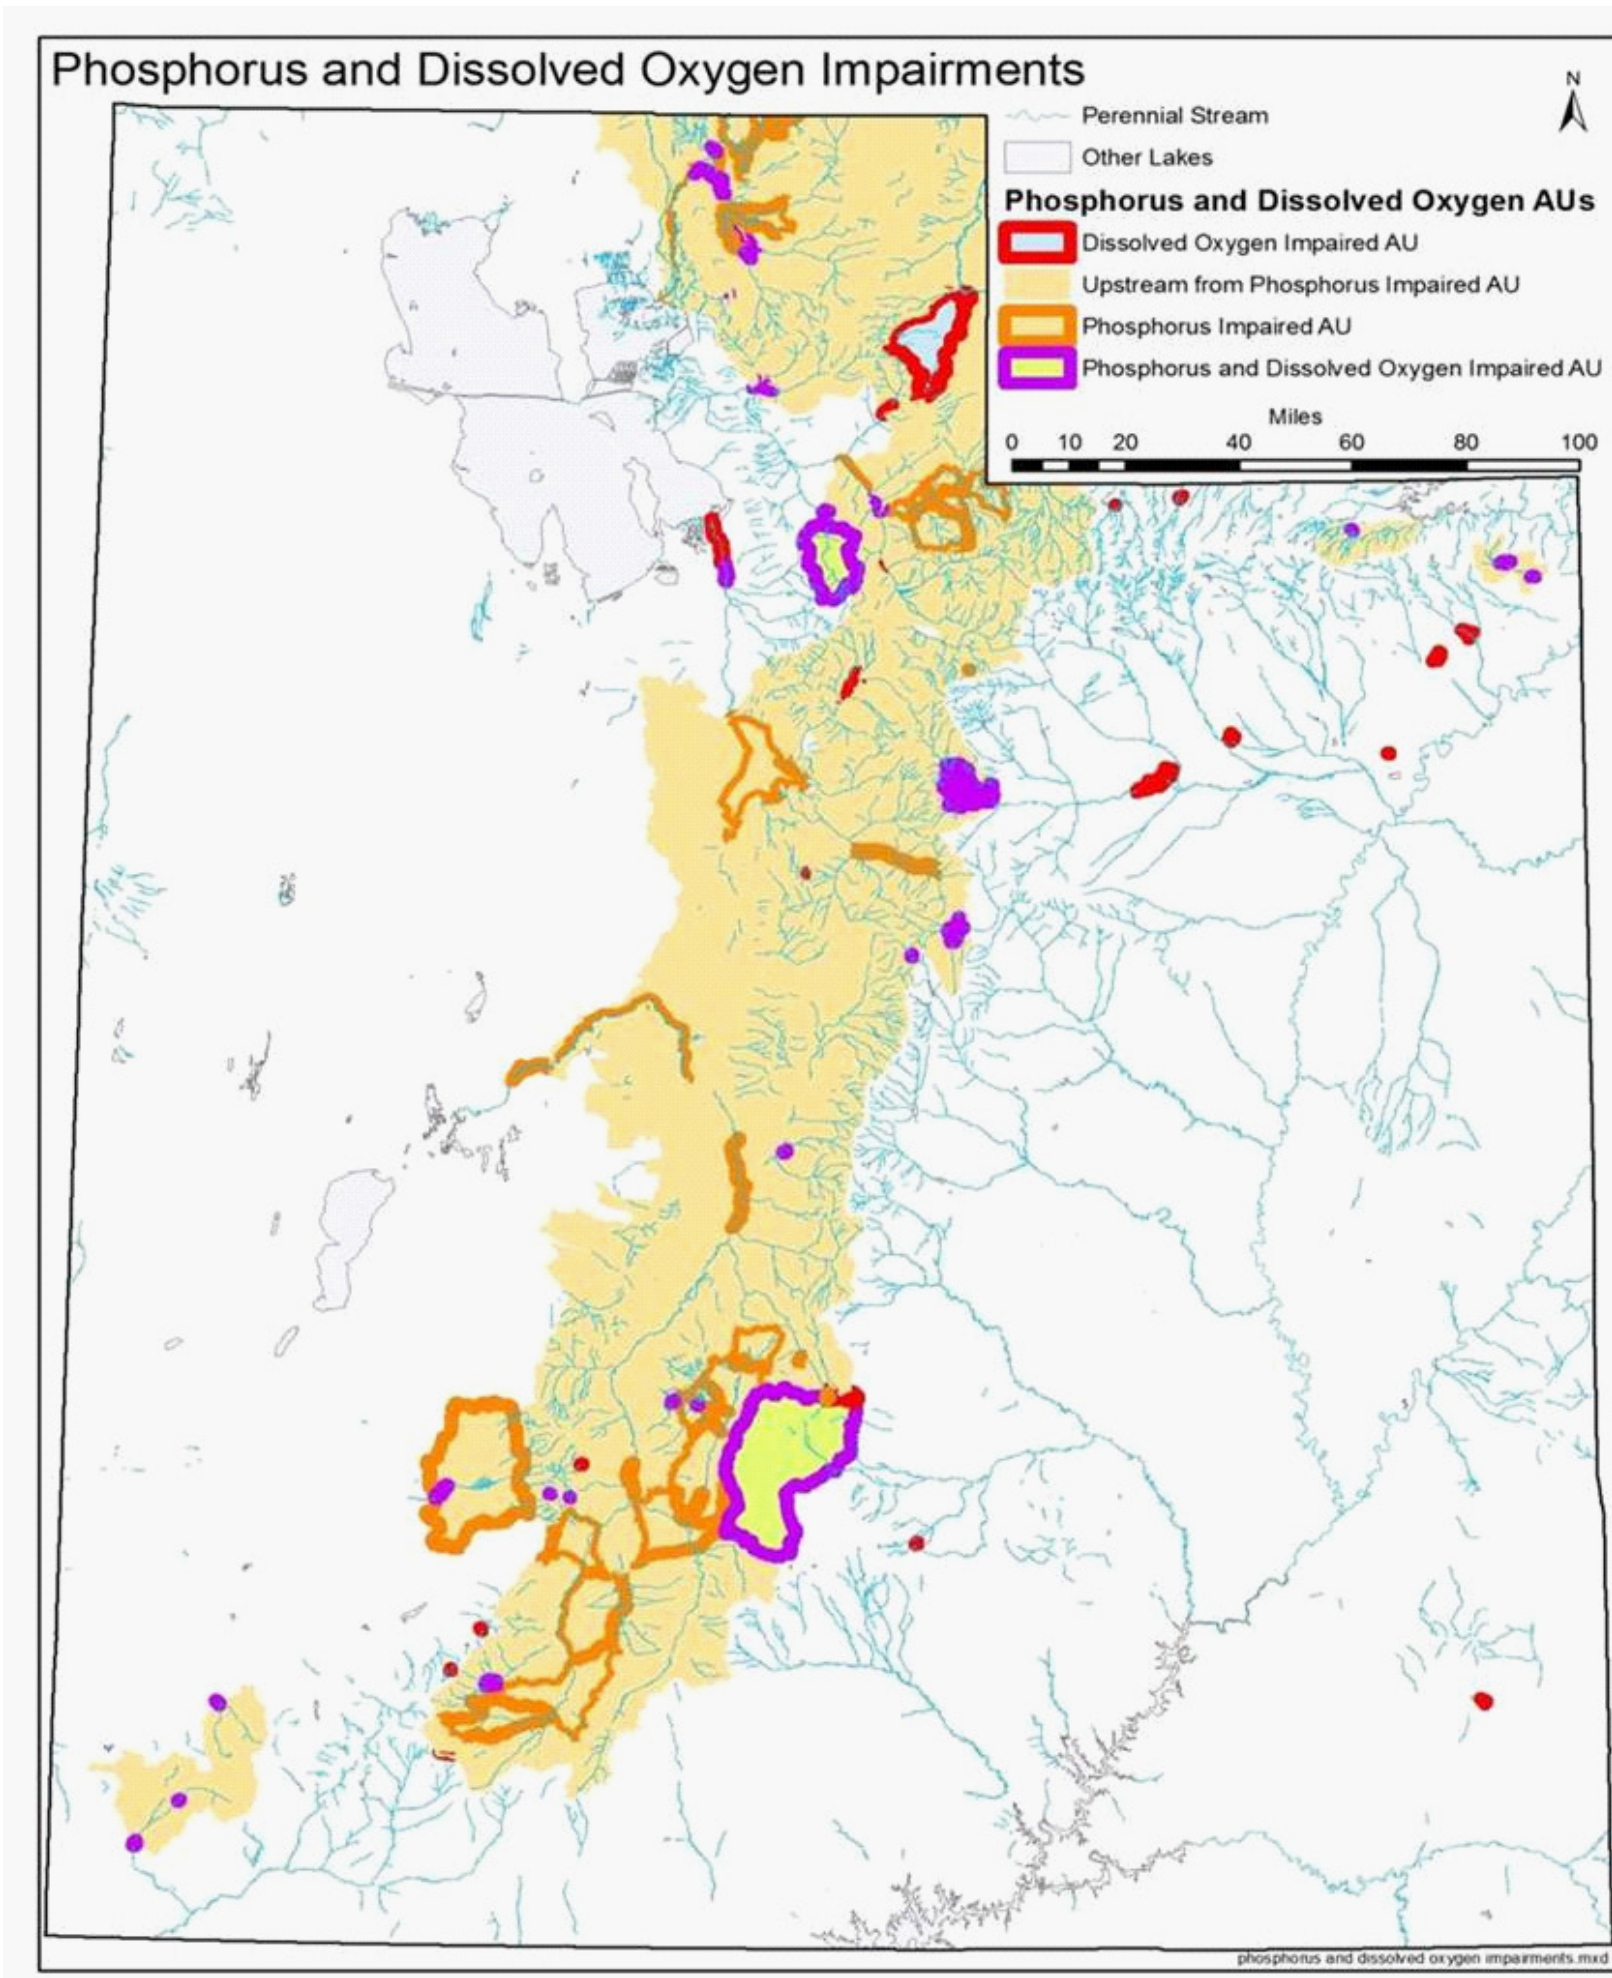 Phosphorus and Dissolved Oxygen Impairments
N
Perennial Stream
Other Lakes
Phosphorus and Dissolved Oxygen AUs
Dissolved Oxygen Impaired AU
Upstream from Phosphorus Impaired AU
Phosphorus Impaired AU
Phosphorus and Dissolved Oxygen Impaired AU
Miles
0 10 20 40 60 80 100
phosphorus and dissolved oxygen impairments.mxd